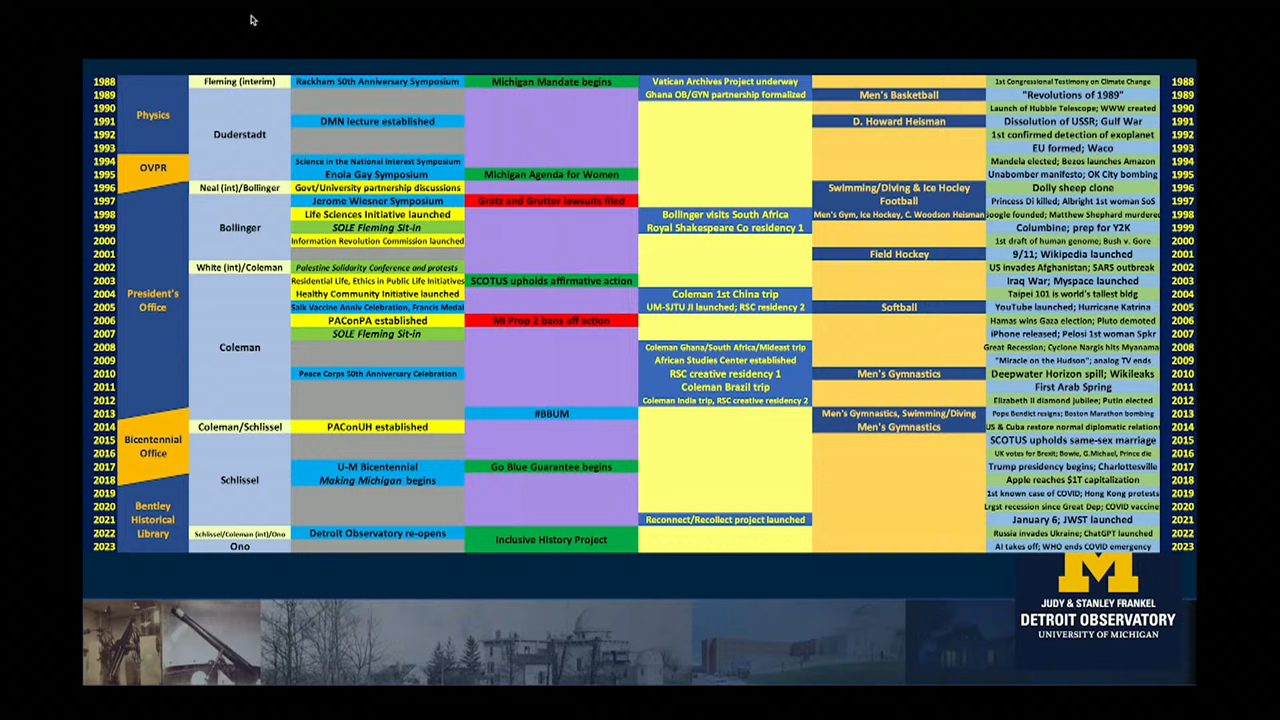 1988 Fleming (interim) Rackham 50th Anniversary Symposium Michigan Mandate begins Vatican Archives Project underway 1st Congressional Testimony on Climate Change 1988
1989 Ghana OB/GYN partnership formalized Men's Basketball "Revolutions of 1989" 1989
1990 Launch of Hubble Telescope; WWW created 1990
Physics
1991 DMN lecture established D. Howard Heisman Dissolution of USSR; Gulf War 1991
1992 Duderstadt 1st confirmed detection of exoplanet 1992
1993 EU formed; Waco 1993
1994 Science in the National Interest Symposium Mandela elected; Bezos launches Amazon 1994
OVPR
1995 Enola Gay Symposium Michigan Agenda for Women Unabomber manifesto; OK City bombing 1995
1996 Neal (int)/Bollinger Govt/University partnership discussions Swimming/Diving & Ice Hocley Dolly sheep clone 1996
1997 Jerome Wiesner Symposium Gratz and Grutter lawsuits filed Football Princess Di killed; Albright 1st woman SoS 1997
1998 Life Sciences Initiative launched Bollinger visits South Africa Men's Gym, Ice Hockey, C. Woodson Heisman oogle founded; Matthew Shephard murdered 1998
1999 Bollinger SOLE Fleming Sit-in Royal Shakespeare Co residency 1 Columbine; prep for Y2K 1999
2000 Information Revolution Commission launched 1st draft of human genome; Bush v. Gore 2000
2001 Field Hockey 9/11; Wikipedia launched 2001
2002 White (int)/Coleman Palestine Solidarity Conference and protests US invades Afghanistan; SARS outbreak 2002
2003 Residential Life, Ethics in Public Life Initiatives SCOTUS upholds affirmative action Iraq War; Myspace launched 2003
2004 President's Office Healthy Community Initiative launched Coleman 1st China trip Taipei 101 is world's tallest bldg 2004
2005 Salk Vaccine Anniv Celebration, Francis Medal UM-SJTU JI launched; RSC residency 2 Softball YouTube launched; Hurricane Katrina 2005
2006 PAConPA established MI Prop 2 bans aff action Hamas wins Gaza election; Pluto demoted 2006
2007 SOLE Fleming Sit-in iPhone released; Pelosi 1st woman Spkr 2007
2008 Coleman Coleman Ghana/South Africa/Mideast trip Great Recession; Cyclone Nargis hits Myanama 2008
2009 African Studies Center established "Miracle on the Hudson"; analog TV ends 2009
2010 Peace Corps 50th Anniversary Celebration RSC creative residency 1 Men's Gymnastics Deepwater Horizon spill; Wikileaks 2010
2011 Coleman Brazil trip First Arab Spring 2011
2012 Coleman India trip, RSC creative residency 2 Elizabeth II diamond jubilee; Putin elected 2012
2013 #BBUM Men's Gymnastics, Swimming/Diving Pope Bendict resigns; Boston Marathon bombing 2013
2014 Coleman/Schlissel PAConUH established Men's Gymnastics US & Cuba restore normal diplomatic relation 2014
2015 Bicentennial SCOTUS upholds same-sex marriage 2015
2016 Office UK votes for Brexit; Bowie, G.Michael, Prince die 2016
2017 U-M Bicentennial Go Blue Guarantee begins Trump presidency begins; Charlottesville 2017
2018 Schlissel Making Michigan begins Apple reaches $1T capitalization 2018
2019 1st known case of COVID; Hong Kong protests 2019
2020 Bentley Lrgst recession since Great Dep; COVID vaccine 2020
2021 Historical Reconnect/Recollect project launched January 6; JWST launched 2021
2022 Library Schlissel/Coleman (int)/Ono Detroit Observatory re-opens Inclusive History Project Russia invades Ukraine; ChatGPT launched 2022
2023 Ono AI takes off; WHO ends COVID emergency 2023
M
JUDY & STANLEY FRANKEL
DETROIT OBSERVATORY
UNIVERSITY OF MICHIGAN